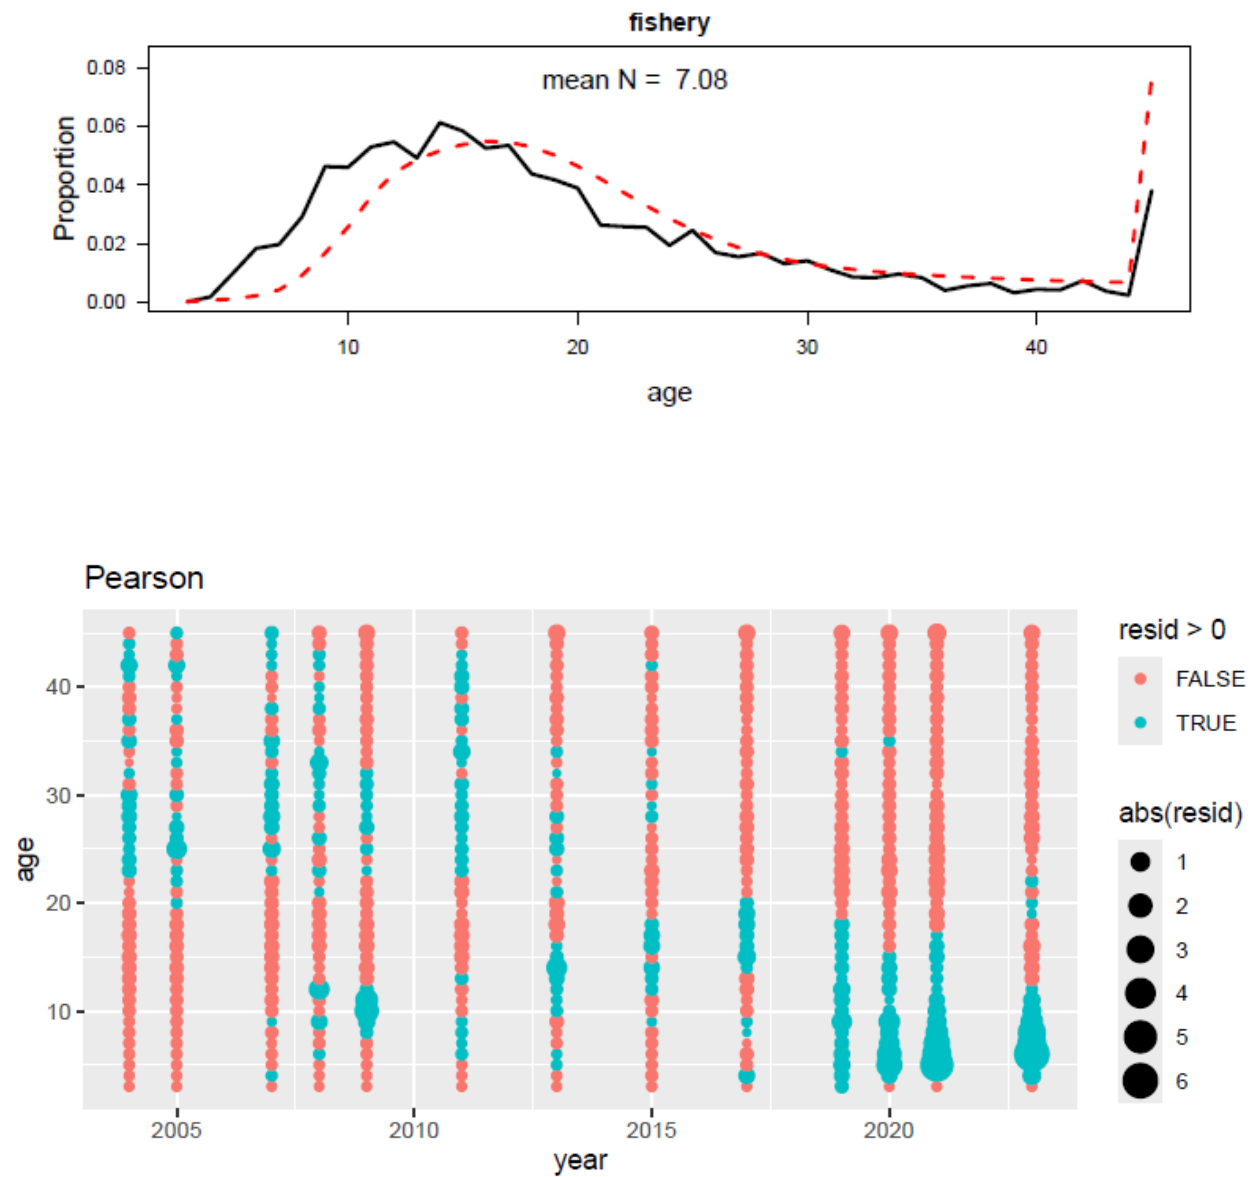 fishery
mean N = 7.08
0.08
0.06
0.04
0.02
0.00
Proportion
10 20 30 40
age
Pearson
40
30
20
10
age
2005 2010 2015 2020
year
resid > 0
FALSE
TRUE
abs(resid)
1
2
3
4
5
6